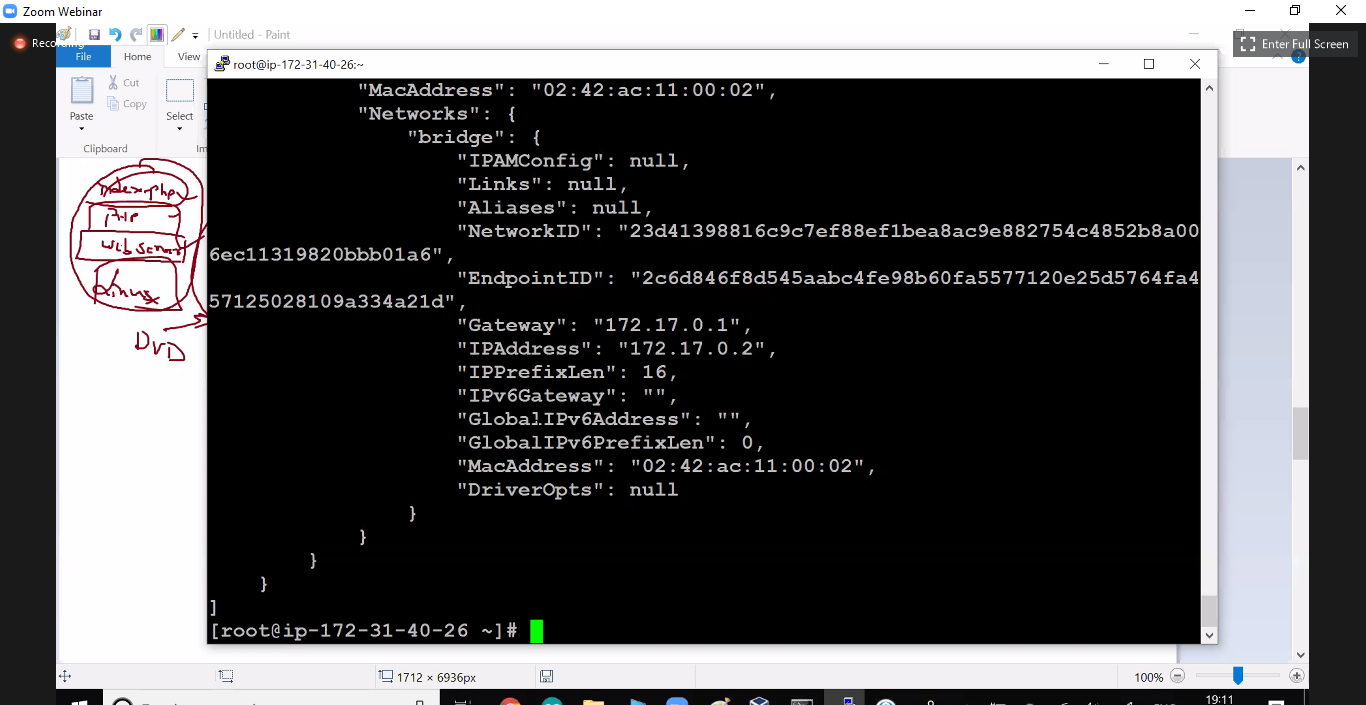 Zoom Webinar
Recording
Untitled - Paint
Enter Full Screen
File
Home
View
root@ip-172-31-40-26:~
Cut
Copy
Paste
Select
Clipboard
Im
index.php
PHP
Linux
DVD
"MacAddress": "02:42:ac:11:00:02",
"Networks": {
"bridge": {
"IPAMConfig": null,
"Links": null,
"Aliases": null,
"NetworkID": "23d41398816c9c7ef88ef1bea8ac9e882754c4852b8a00
6ec11319820bbb01a6",
"EndpointID": "2c6d846f8d545aabc4fe98b60fa5577120e25d5764fa4
57125028109a334a21d",
"Gateway": "172.17.0.1",
"IPAddress": "172.17.0.2",
"IPPrefixLen": 16,
"IPv6Gateway": "",
"GlobalIPv6Address": "",
"GlobalIPv6PrefixLen": 0,
"MacAddress": "02:42:ac:11:00:02",
"DriverOpts": null
}
}
}
}
]
[root@ip-172-31-40-26 ~]#
1712 × 6936px
100%
19:11